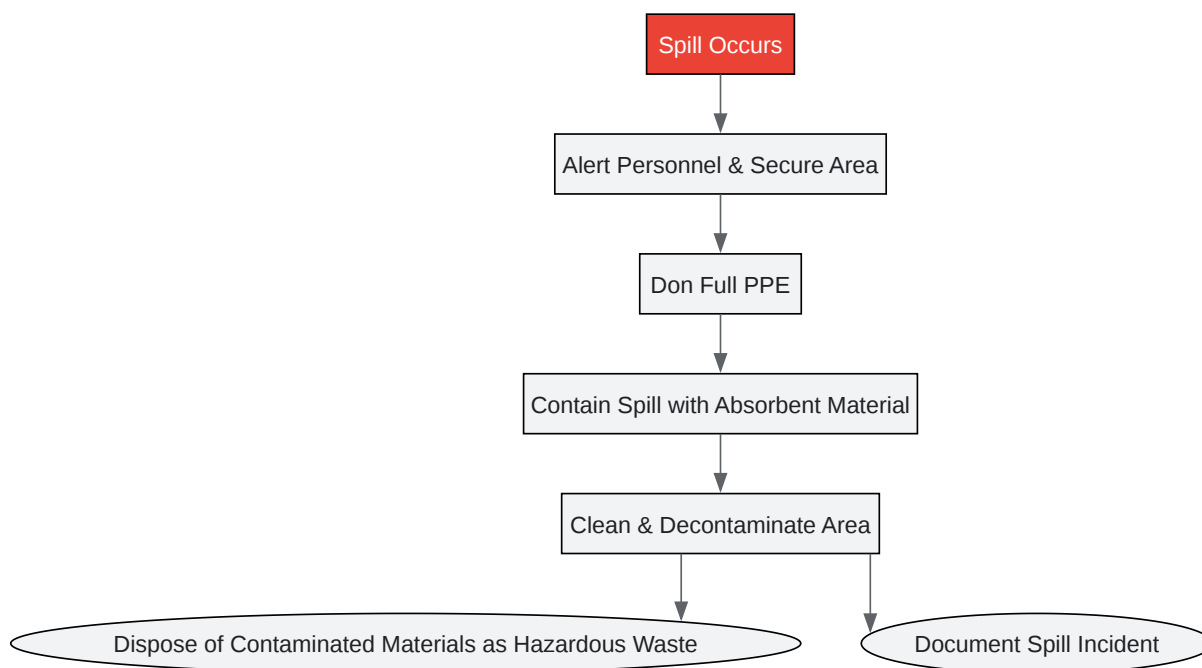 Spill Occurs
Alert Personnel & Secure Area
Don Full PPE
Contain Spill with Absorbent Material
Clean & Decontaminate Area
Dispose of Contaminated Materials as Hazardous Waste
Document Spill Incident